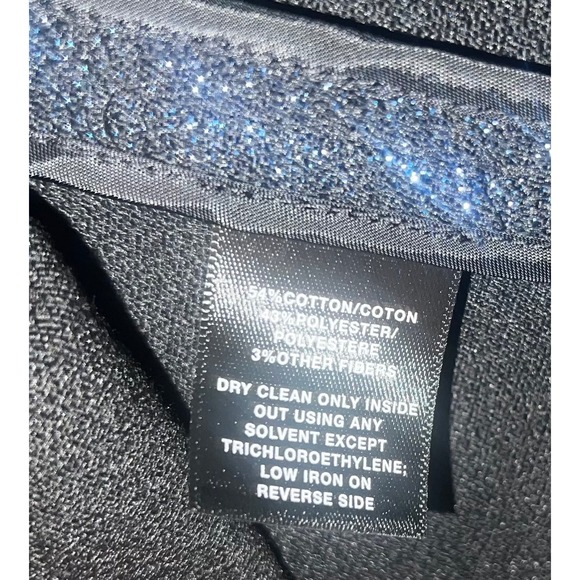 54%COTTON/COTON
43%POLYESTER/
POLYESTERE
3%OTHER FIBERS
DRY CLEAN ONLY INSIDE
OUT USING ANY
SOLVENT EXCEPT
TRICHLOROETHYLENE;
LOW IRON ON
REVERSE SIDE